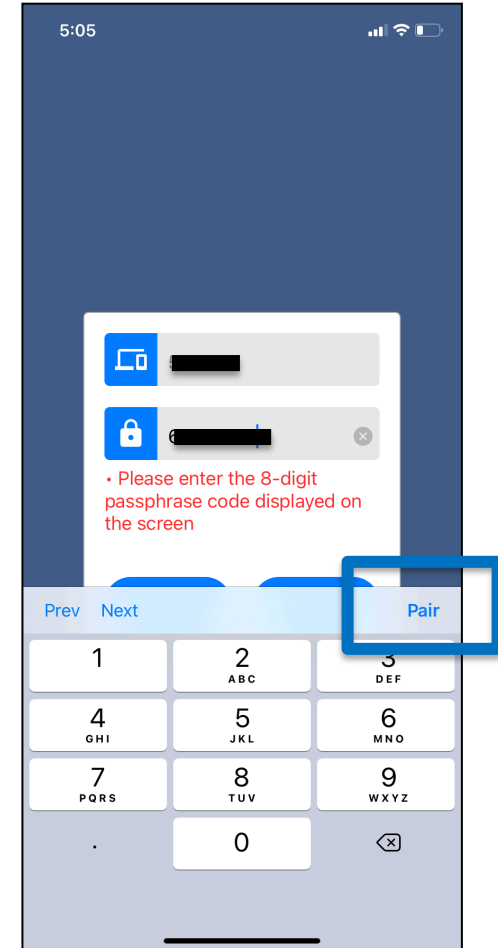 5:05
• Please enter the 8-digit
passphrase code displayed on
the screen
Prev Next Pair
1 2 3
ABC DEF
4 5 6
GHI JKL MNO
7 8 9
PQRS TUV WXYZ
. 0